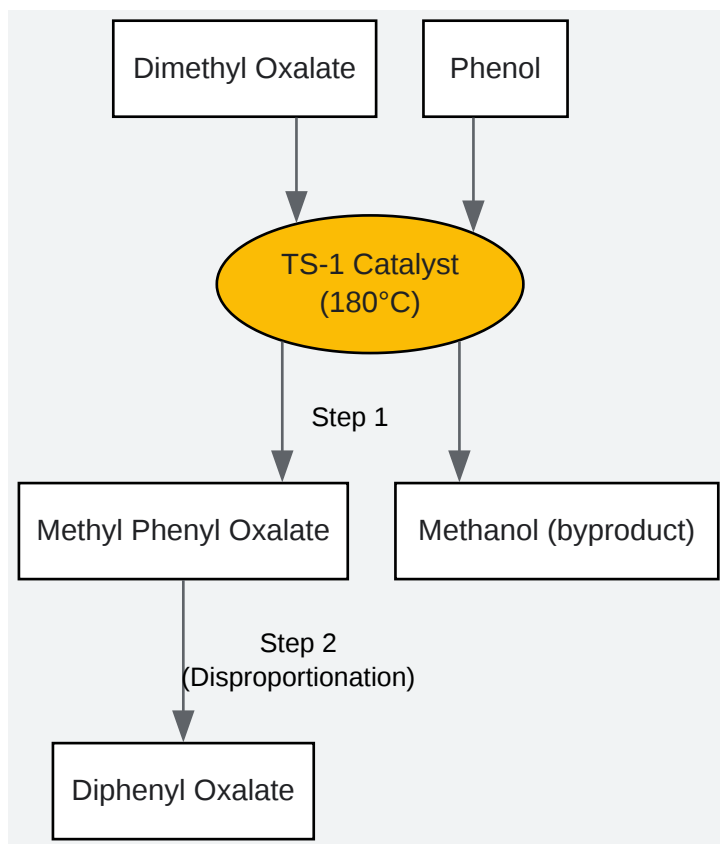 Dimethyl Oxalate
Phenol
TS-1 Catalyst
(180°C)
Step 1
Methyl Phenyl Oxalate
Methanol (byproduct)
Step 2
(Disproportionation)
Diphenyl Oxalate